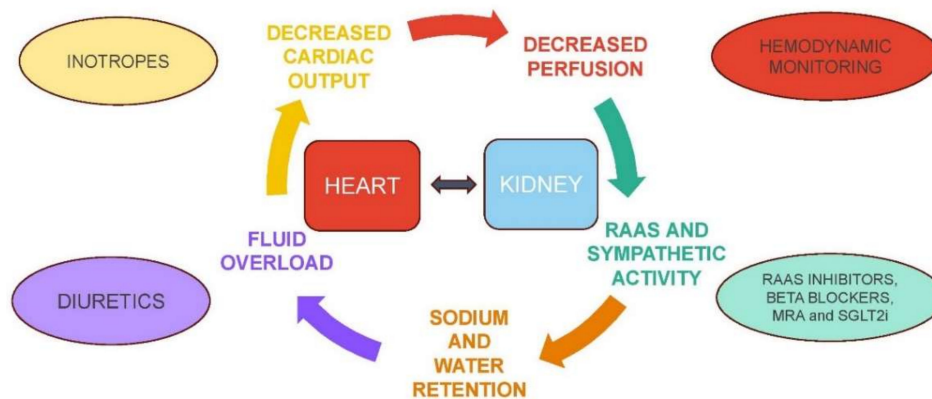 INOTROPES
DECREASED
CARDIAC
OUTPUT
DECREASED
PERFUSION
HEMODYNAMIC
MONITORING
HEART
KIDNEY
FLUID
OVERLOAD
RAAS AND
SYMPATHETIC
ACTIVITY
DIURETICS
RAAS INHIBITORS,
BETA BLOCKERS,
MRA and SGLT2i
SODIUM
AND
WATER
RETENTION